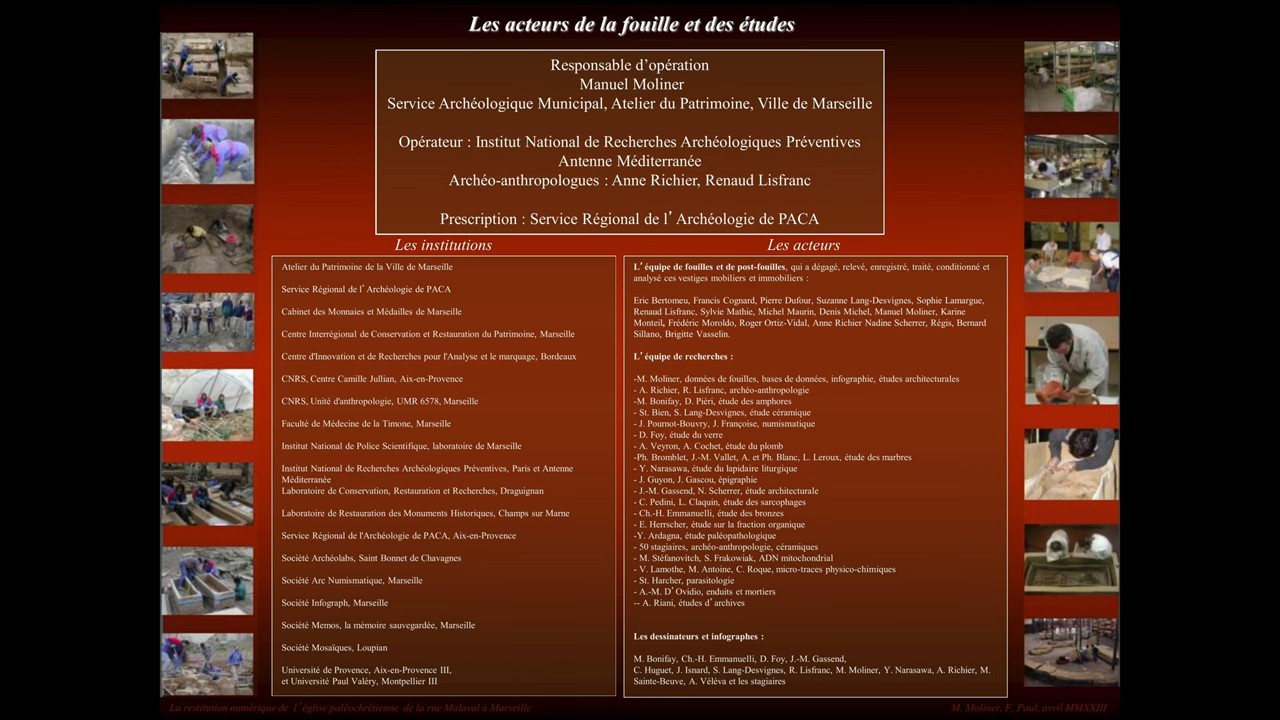 Les acteurs de la fouille et des études
Responsable d’opération
Manuel Moliner
Service Archéologique Municipal, Atelier du Patrimoine, Ville de Marseille
Opérateur : Institut National de Recherches Archéologiques Préventives
Antenne Méditerranée
Archéo-anthropologues : Anne Richier, Renaud Lisfranc
Prescription : Service Régional de l’Archéologie de PACA
Les institutions
Atelier du Patrimoine de la Ville de Marseille
Service Régional de l’Archéologie de PACA
Cabinet des Monnaies et Médailles de Marseille
Centre Interrégional de Conservation et Restauration du Patrimoine, Marseille
Centre d'Innovation et de Recherches pour l'Analyse et le marquage, Bordeaux
CNRS, Centre Camille Jullian, Aix-en-Provence
CNRS, Unité d'anthropologie, UMR 6578, Marseille
Faculté de Médecine de la Timone, Marseille
Institut National de Police Scientifique, laboratoire de Marseille
Institut National de Recherches Archéologiques Préventives, Paris et Antenne
Méditerranée
Laboratoire de Conservation, Restauration et Recherches, Draguignan
Laboratoire de Restauration des Monuments Historiques, Champs sur Marne
Service Régional de l'Archéologie de PACA, Aix-en-Provence
Société Archéolabs, Saint Bonnet de Chavagnes
Société Arc Numismatique, Marseille
Société Infograph, Marseille
Société Memos, la mémoire sauvegardée, Marseille
Société Mosaïques, Loupian
Université de Provence, Aix-en-Provence III,
et Université Paul Valéry, Montpellier III
Les acteurs
L’équipe de fouilles et de post-fouilles, qui a dégagé, relevé, enregistré, traité, conditionné et
analysé ces vestiges mobiliers et immobiliers :
Eric Bertomeu, Francis Cognard, Pierre Dufour, Suzanne Lang-Desvignes, Sophie Lamargue,
Renaud Lisfranc, Sylvie Mathie, Michel Maurin, Denis Michel, Manuel Moliner, Karine
Monteil, Frédéric Moroldo, Roger Ortiz-Vidal, Anne Richier Nadine Scherrer, Régis, Bernard
Sillano, Brigitte Vasselin.
L’équipe de recherches :
-M. Moliner, données de fouilles, bases de données, infographie, études architecturales
- A. Richier, R. Lisfranc, archéo-anthropologie
-M. Bonifay, D. Piéri, étude des amphores
- St. Bien, S. Lang-Desvignes, étude céramique
- J. Pournot-Bouvry, J. Françoise, numismatique
- D. Foy, étude du verre
- A. Veyron, A. Cochet, étude du plomb
-Ph. Bromblet, J.-M. Vallet, A. et Ph. Blanc, L. Leroux, étude des marbres
- Y. Narasawa, étude du lapidaire liturgique
- J. Guyon, J. Gascou, épigraphie
- J.-M. Gassend, N. Scherrer, étude architecturale
- C. Pedini, L. Claquin, étude des sarcophages
- Ch.-H. Emmanuelli, étude des bronzes
- E. Herrscher, étude sur la fraction organique
-Y. Ardagna, étude paléopathologique
- 50 stagiaires, archéo-anthropologie, céramiques
- M. Stéfanovitch, S. Frakowiak, ADN mitochondrial
- V. Lamothe, M. Antoine, C. Roque, micro-traces physico-chimiques
- St. Harcher, parasitologie
- A.-M. D’Ovidio, enduits et mortiers
-- A. Riani, études d’archives
Les dessinateurs et infographes :
M. Bonifay, Ch.-H. Emmanuelli, D. Foy, J.-M. Gassend,
C. Huguet, J. Isnard, S. Lang-Desvignes, R. Lisfranc, M. Moliner, Y. Narasawa, A. Richier, M.
Sainte-Beuve, A. Véléva et les stagiaires
La restitution numérique de l’église paléochrétienne de la rue Malaval à Marseille
M. Moliner, F. Paul, avril MMXXIII